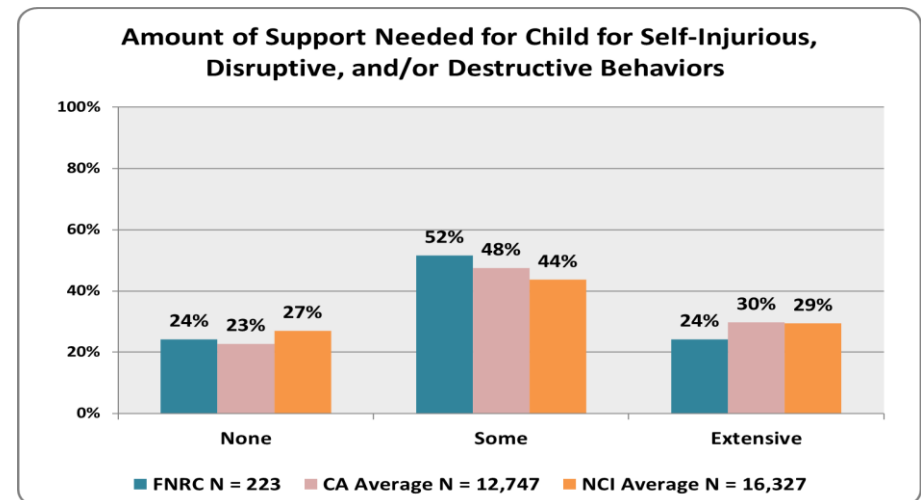 Amount of Support Needed for Child for Self-Injurious,
Disruptive, and/or Destructive Behaviors
100%
80%
60%
40%
20%
0%
24%
23%
27%
52%
48%
44%
24%
30%
29%
None
Some
Extensive
FNRC N = 223
CA Average N = 12,747
NCI Average N = 16,327